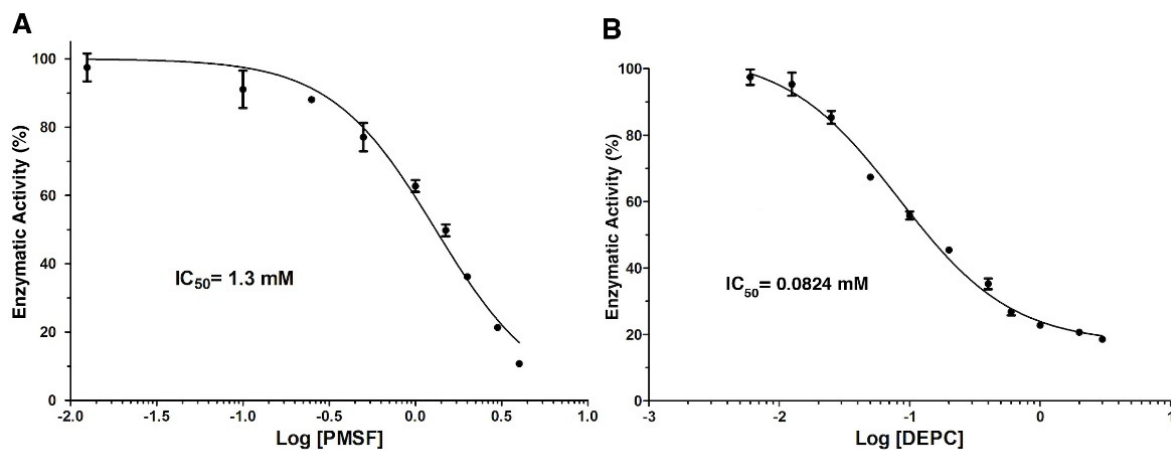 A
Enzymatic Activity (%)
100
80
60
40
20
0
IC50= 1.3 mM
-2.0 -1.5 -1.0 -0.5 0.0 0.5 1.0
Log [PMSF]
B
Enzymatic Activity (%)
100
80
60
40
20
0
IC50= 0.0824 mM
-3 -2 -1 0 1
Log [DEPC]